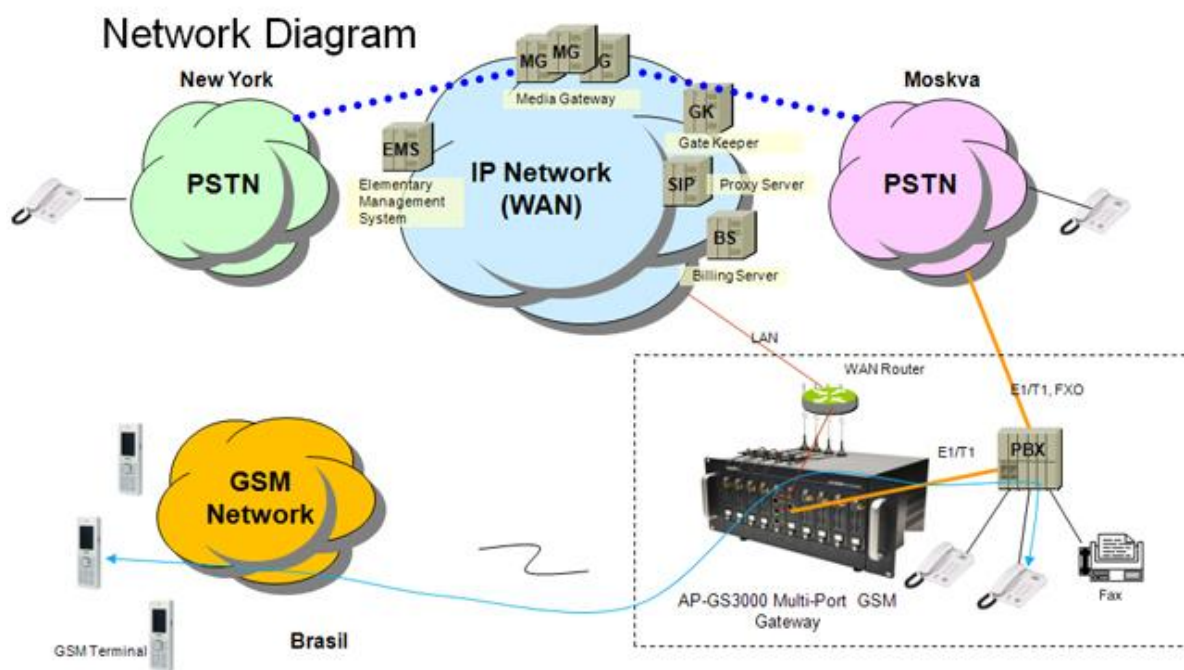 Network Diagram
New York
Moskva
MG
MG
G
Media Gateway
GK
Gate Keeper
EMS
Elementary
Management
System
PSTN
IP Network
(WAN)
SIP
Proxy Server
PSTN
BS
Billing Server
LAN
WAN Router
E1/T1, FXO
E1/T1
PBX
GSM
Network
AP-GS3000 Multi-Port GSM
Gateway
Fax
Brasil
GSM Terminal